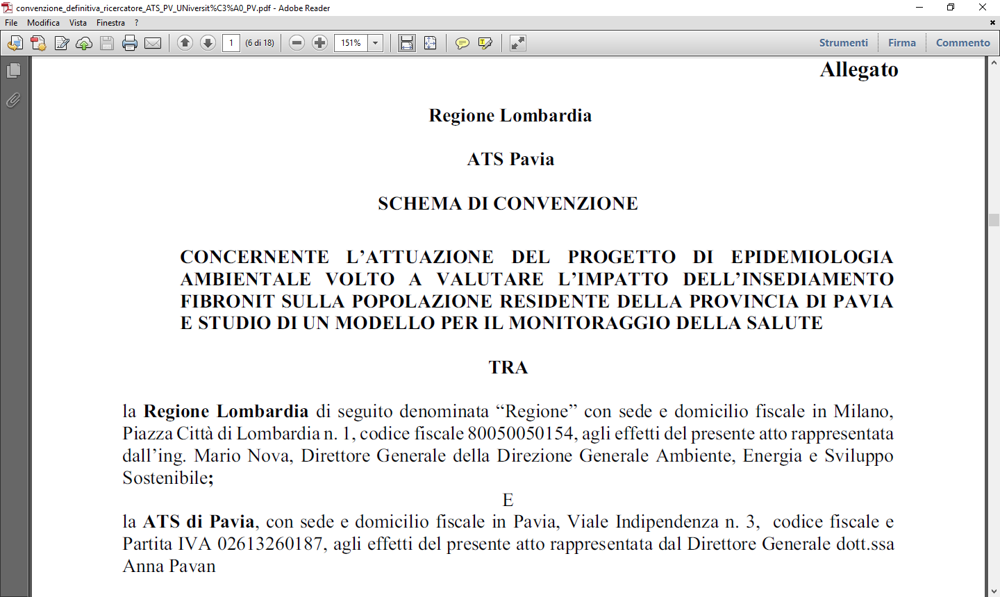 convenzione_definitiva_ricercatore_ATS_PV_UNiversit%C3%A0_PV.pdf - Adobe Reader
File Modifica Vista Finestra ?
1 (6 di 18) 151% Strumenti Firma Commento
Allegato
Regione Lombardia
ATS Pavia
SCHEMA DI CONVENZIONE
CONCERNENTE L’ATTUAZIONE DEL PROGETTO DI EPIDEMIOLOGIA
AMBIENTALE VOLTO A VALUTARE L’IMPATTO DELL’INSEDIAMENTO
FIBRONIT SULLA POPOLAZIONE RESIDENTE DELLA PROVINCIA DI PAVIA
E STUDIO DI UN MODELLO PER IL MONITORAGGIO DELLA SALUTE
TRA
la Regione Lombardia di seguito denominata “Regione” con sede e domicilio fiscale in Milano,
Piazza Città di Lombardia n. 1, codice fiscale 80050050154, agli effetti del presente atto rappresentata
dall’ing. Mario Nova, Direttore Generale della Direzione Generale Ambiente, Energia e Sviluppo
Sostenibile;
E
la ATS di Pavia, con sede e domicilio fiscale in Pavia, Viale Indipendenza n. 3, codice fiscale e
Partita IVA 02613260187, agli effetti del presente atto rappresentata dal Direttore Generale dott.ssa
Anna Pavan